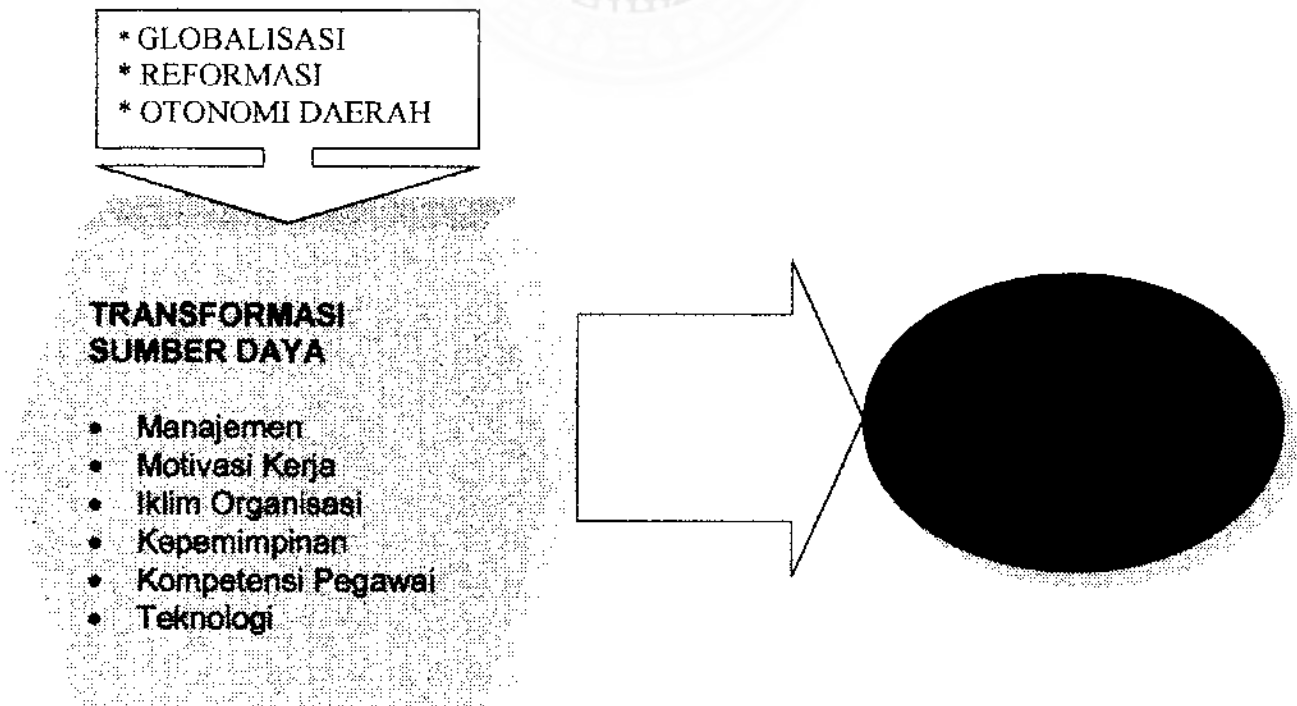 * GLOBALISASI
* REFORMASI
* OTONOMI DAERAH
TRANSFORMASI
SUMBER DAYA
• Manajemen
• Motivasi Kerja
• Iklim Organisasi
• Kepemimpinan
• Kompetensi Pegawai
• Teknologi